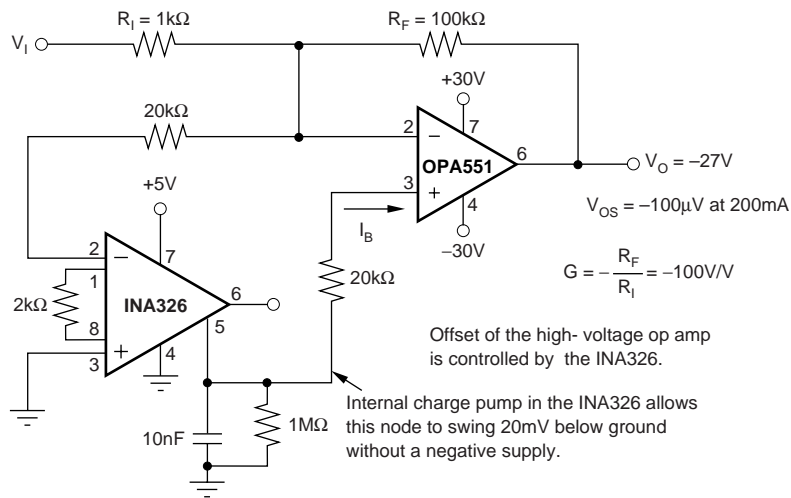 R_I = 1kΩ
R_F = 100kΩ
V_I
+30V
20kΩ
2
7
OPA551
6
V_O = –27V
3
4
+5V
V_OS = –100μV at 200mA
I_B
–30V
2
7
1
20kΩ
G = – R_F / R_I = –100V/V
2kΩ
INA326
6
5
8
3
4
Offset of the high- voltage op amp
is controlled by the INA326.
Internal charge pump in the INA326 allows
this node to swing 20mV below ground
without a negative supply.
10nF
1MΩ